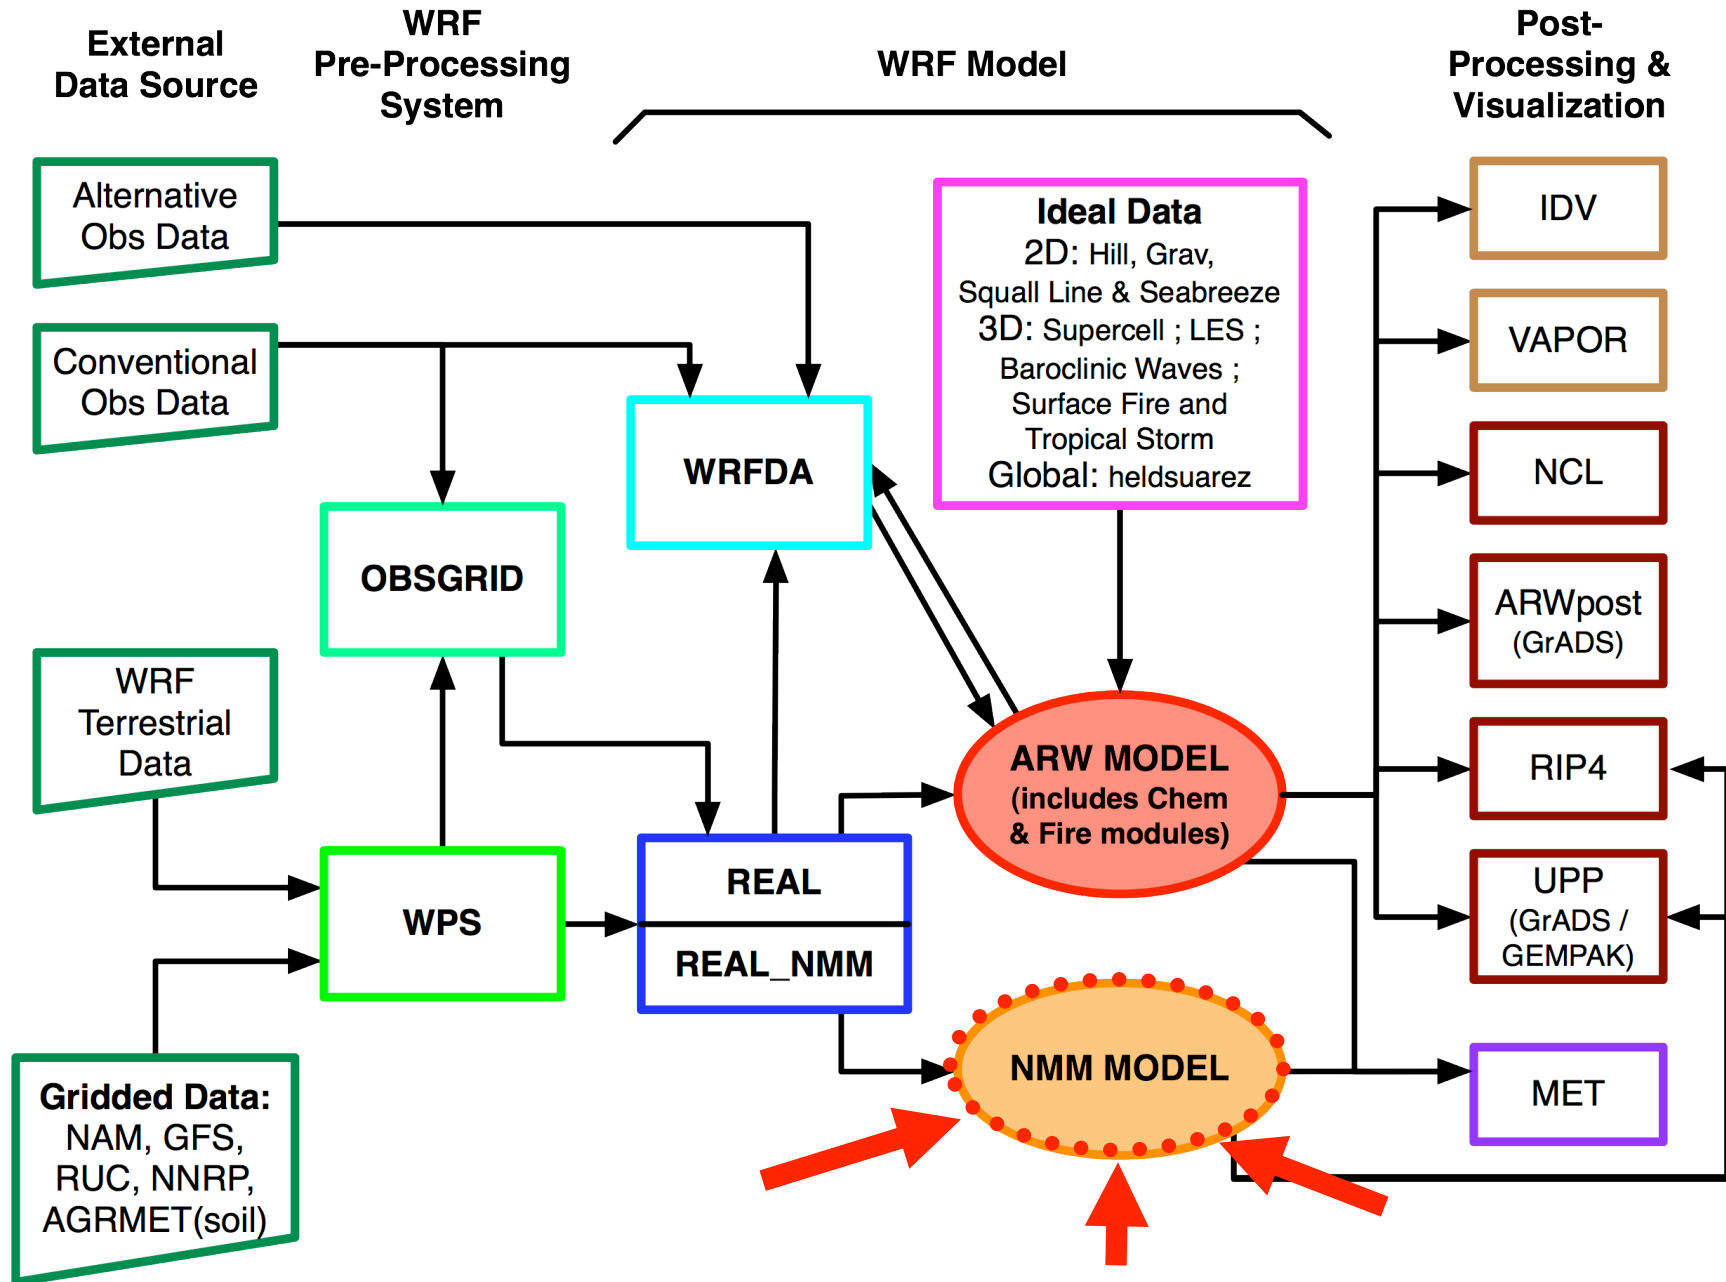 External
Data Source
WRF
Pre-Processing
System
WRF Model
Post-
Processing &
Visualization
Alternative
Obs Data
Conventional
Obs Data
WRF
Terrestrial
Data
Gridded Data:
NAM, GFS,
RUC, NNRP,
AGRMET(soil)
OBSGRID
WPS
WRFDA
REAL
REAL_NMM
Ideal Data
2D: Hill, Grav,
Squall Line & Seabreeze
3D: Supercell ; LES ;
Baroclinic Waves ;
Surface Fire and
Tropical Storm
Global: heldsuarez
ARW MODEL
(includes Chem
& Fire modules)
NMM MODEL
IDV
VAPOR
NCL
ARWpost
(GrADS)
RIP4
UPP
(GrADS /
GEMPAK)
MET